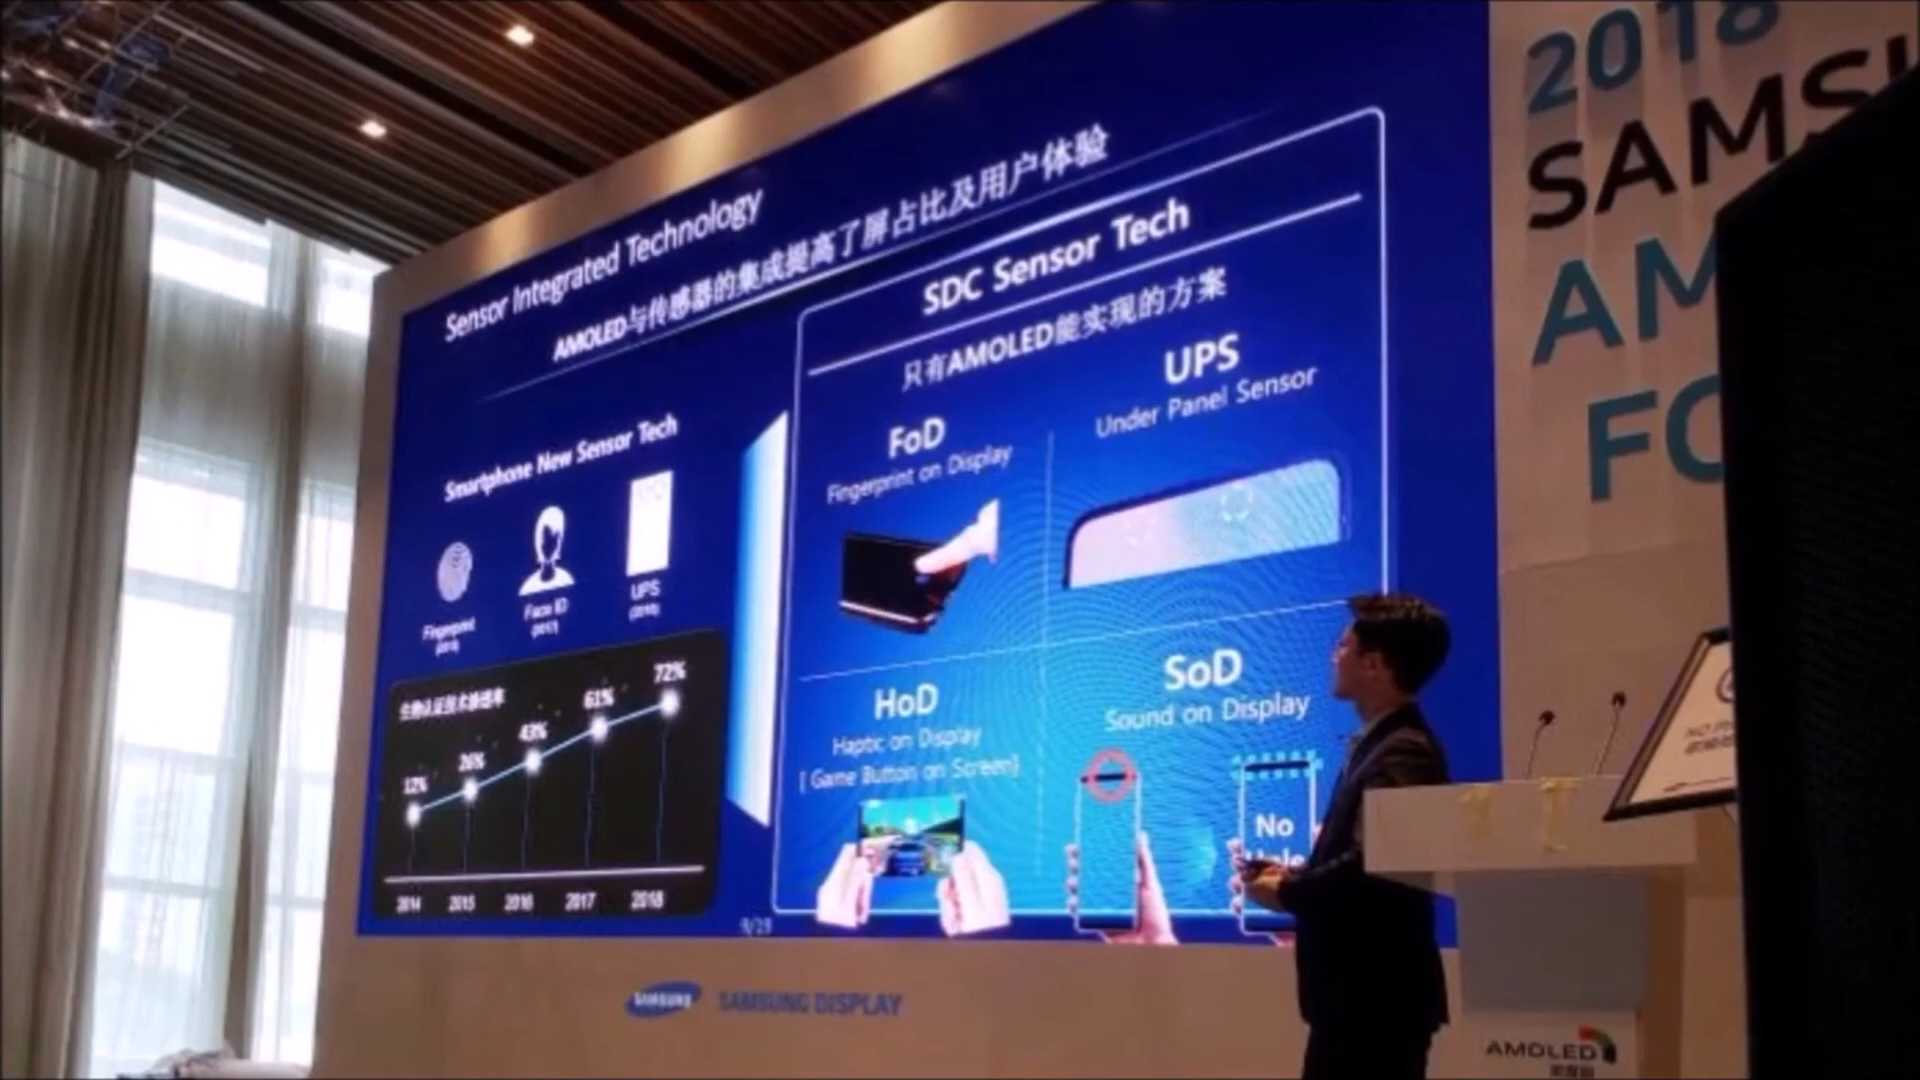 Sensor Integrated Technology
AMOLED与传感器的集成提高了屏占比及用户体验
Smartphone New Sensor Tech
Fingerprint
Face ID
(2017)
UPS
12%
26%
43%
61%
72%
2014
2015
2016
2017
2018
SDC Sensor Tech
只有AMOLED能实现的方案
FoD
Fingerprint on Display
UPS
Under Panel Sensor
HoD
Haptic on Display
[ Game Button on Screen]
SoD
Sound on Display
No
SAMSUNG
SAMSUNG DISPLAY
2018
SAMSU
AM
FO
AMOLED